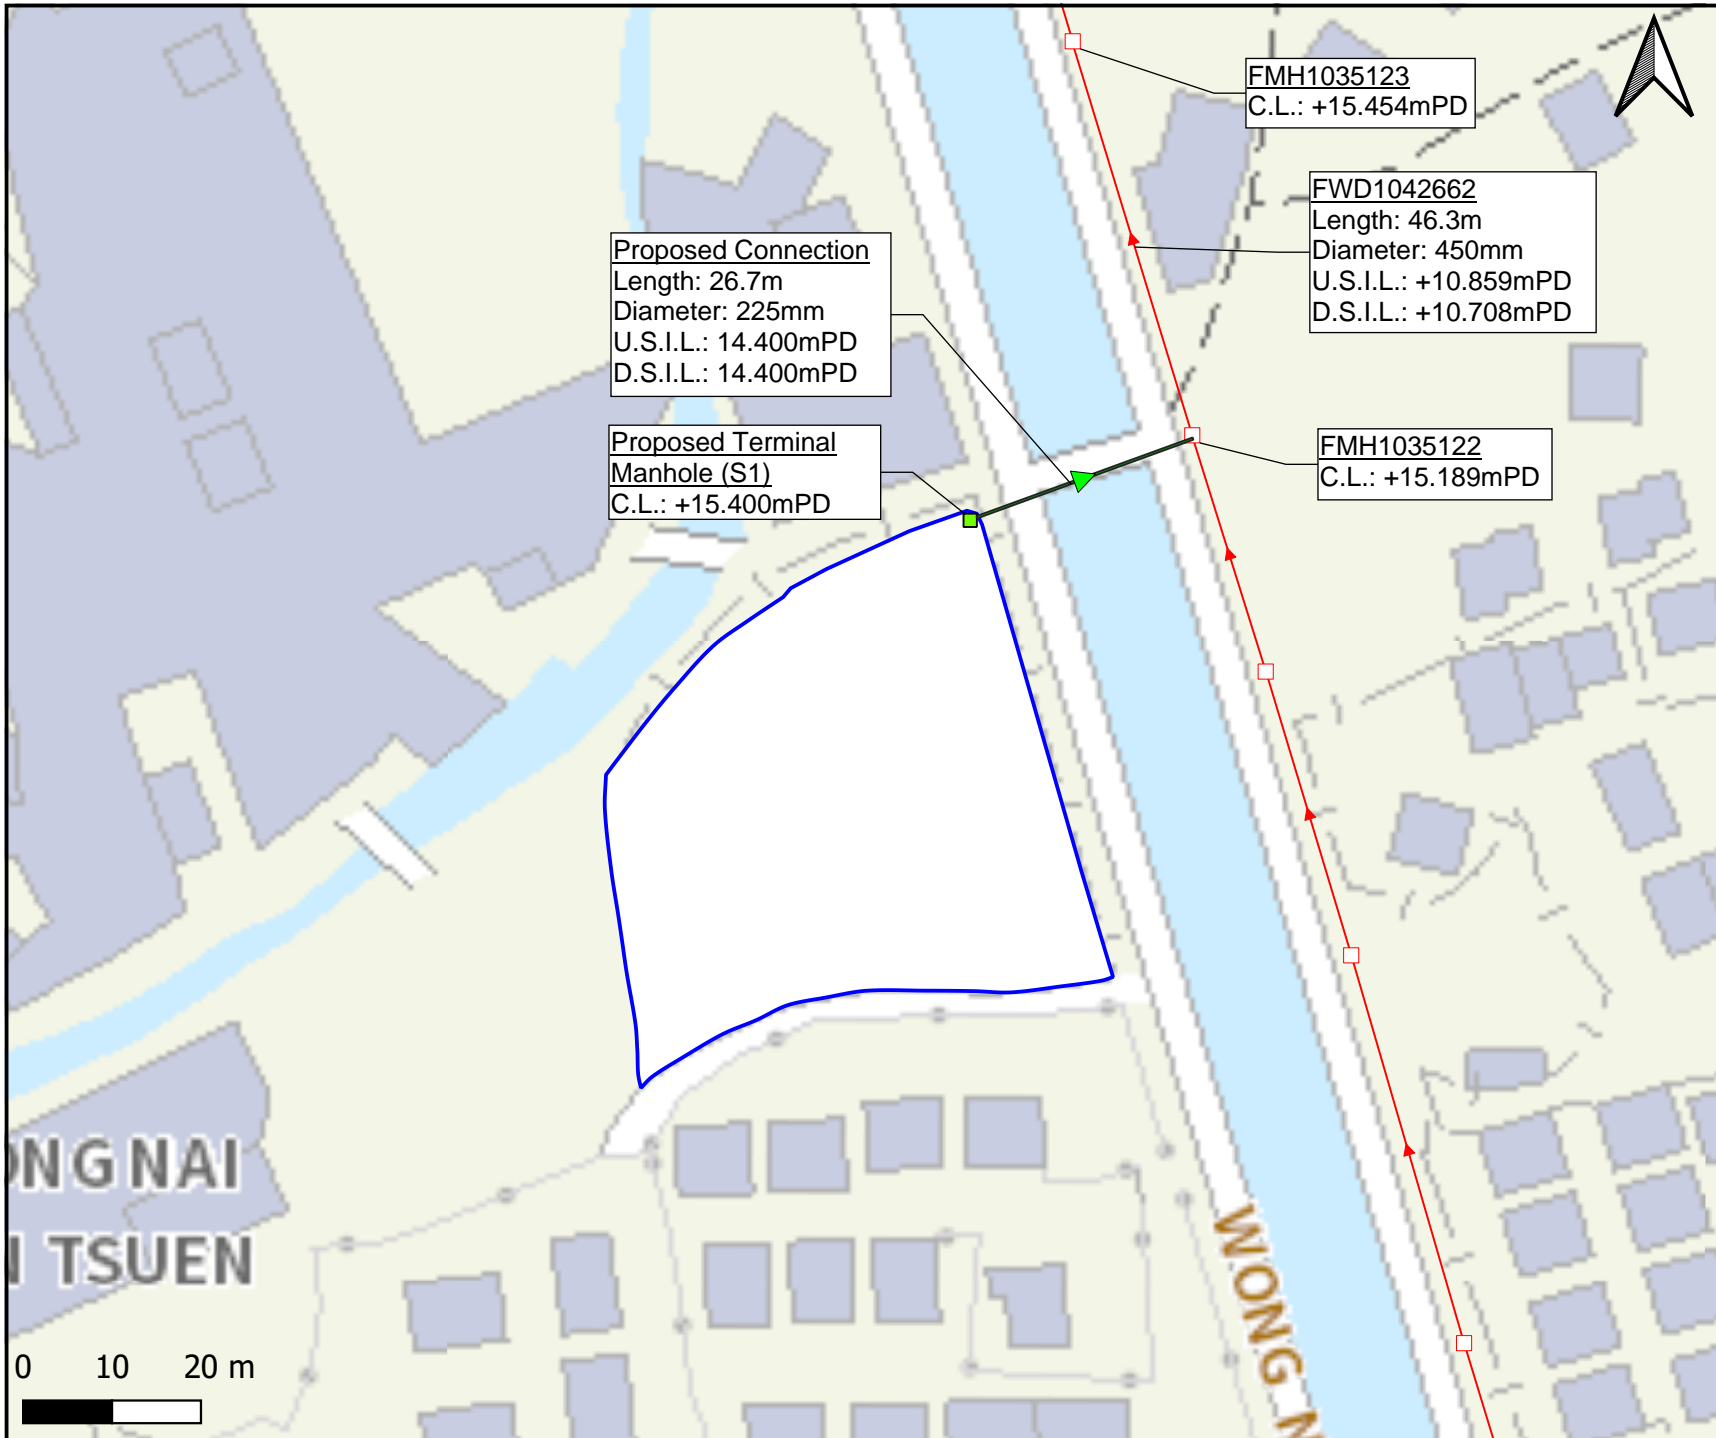 FMH1035123
C.L.: +15.454mPD
FWD1042662
Length: 46.3m
Diameter: 450mm
U.S.I.L.: +10.859mPD
D.S.I.L.: +10.708mPD
Proposed Connection
Length: 26.7m
Diameter: 225mm
U.S.I.L.: 14.400mPD
D.S.I.L.: 14.400mPD
Proposed Terminal
Manhole (S1)
C.L.: +15.400mPD
FMH1035122
C.L.: +15.189mPD
ONG NAI
TSUEN
WONG N
0 10 20 m